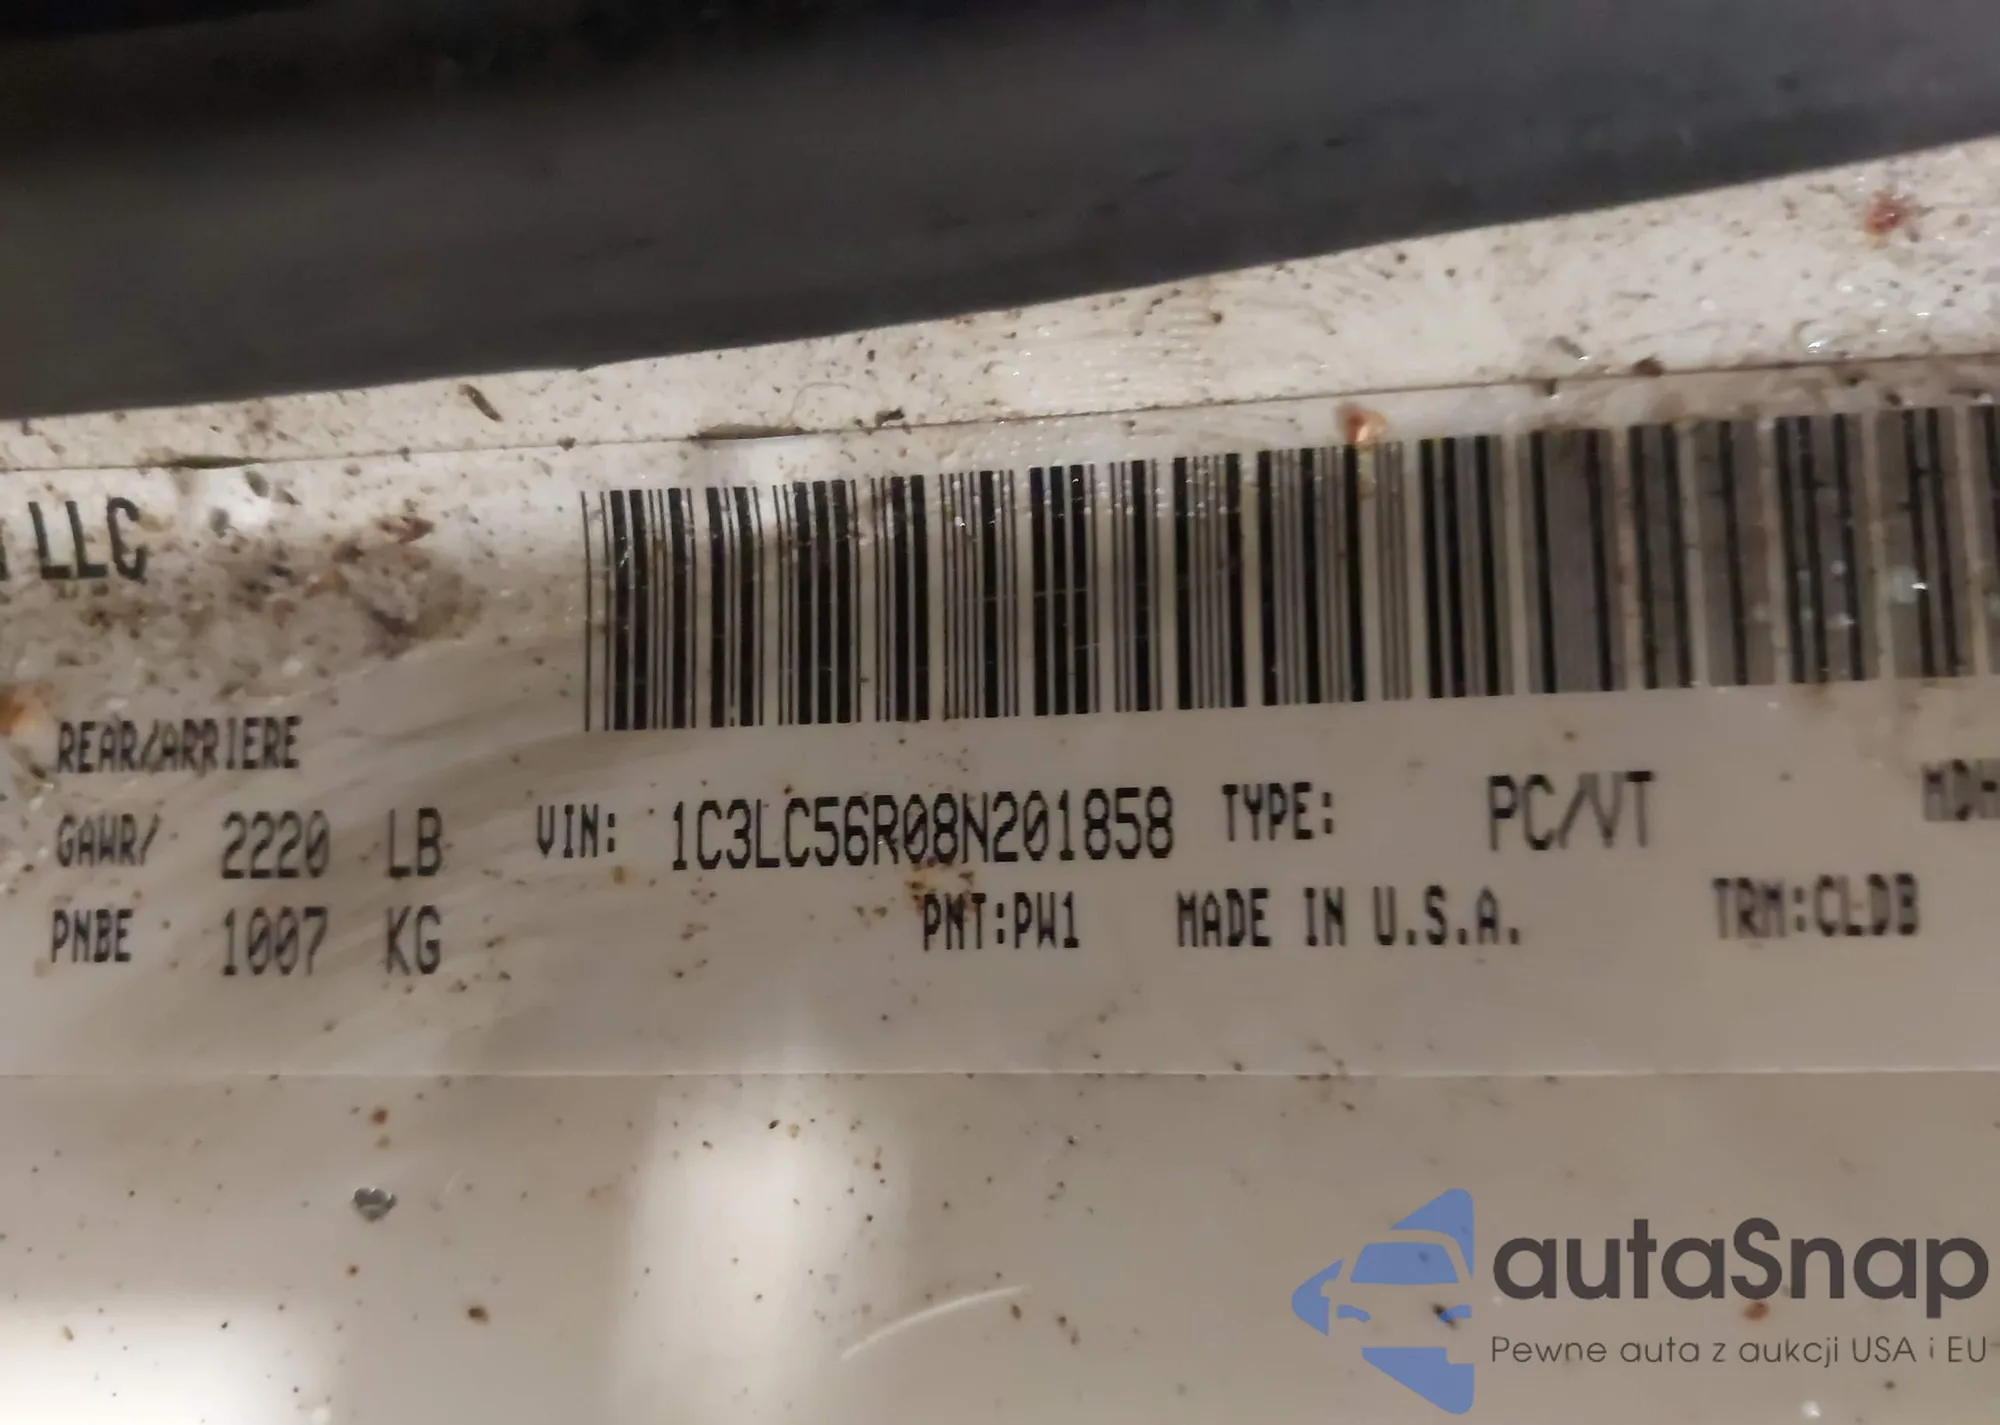 LLC
REAR/ARRIERE
GAWR/ 2220 LB VIN: 1C3LC56R08N201858 TYPE: PC/VT
PNBE 1007 KG PNT:PW1 MADE IN U.S.A. TRM:CLDB
autaSnap
Pewne auta z aukcji USA i EU